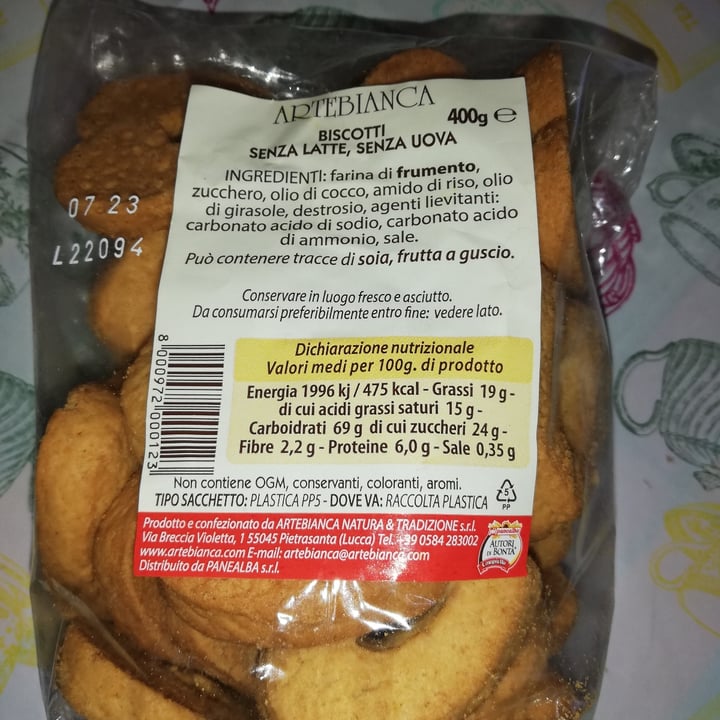 ARTEBIANCA
400g e
BISCOTTI
SENZA LATTE, SENZA UOVA
INGREDIENTI: farina di frumento,
zucchero, olio di cocco, amido di riso, olio
di girasole, destrosio, agenti lievitanti:
carbonato acido di sodio, carbonato acido
di ammonio, sale.
Può contenere tracce di soia, frutta a guscio.
07 23
L22094
Conservare in luogo fresco e asciutto.
Da consumarsi preferibilmente entro fine: vedere lato.
8 000972 000123
Dichiarazione nutrizionale
Valori medi per 100g. di prodotto
Energia 1996 kj / 475 kcal - Grassi 19 g -
di cui acidi grassi saturi 15 g -
Carboidrati 69 g di cui zuccheri 24 g -
Fibre 2,2 g - Proteine 6,0 g - Sale 0,35 g
Non contiene OGM, conservanti, coloranti, aromi.
TIPO SACCHETTO: PLASTICA PP5 - DOVE VA: RACCOLTA PLASTICA
5
PP
Prodotto e confezionato da ARTEBIANCA NATURA & TRADIZIONE s.r.l.
Via Breccia Violetta, 1 55045 Pietrasanta (Lucca) Tel. +39 0584 283002
www.artebianca.com E-mail: artebianca@artebianca.com
Distribuito da PANEALBA s.r.l.
AUTORI
DI BONTÀ